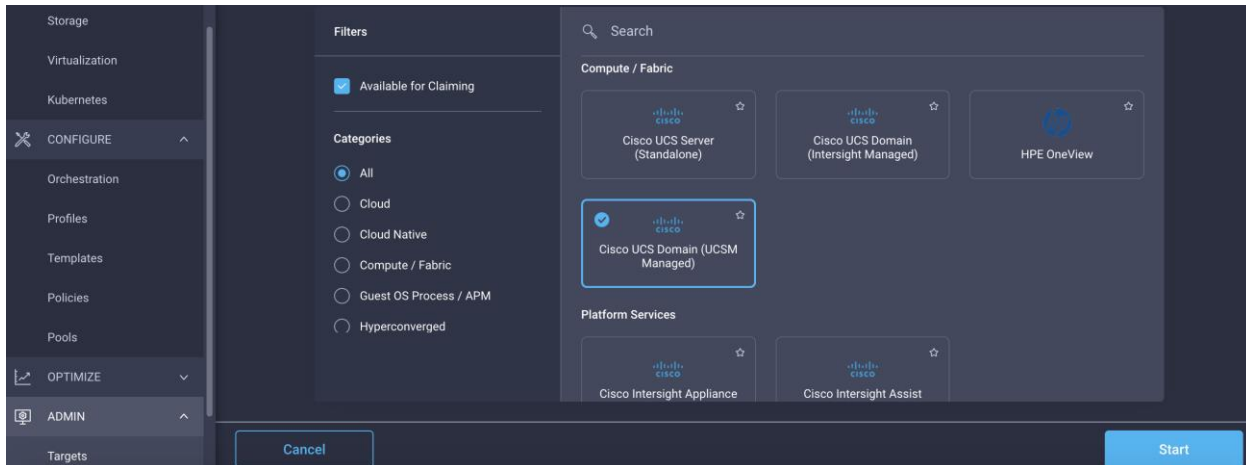 Storage
Virtualization
Kubernetes
CONFIGURE
Orchestration
Profiles
Templates
Policies
Pools
OPTIMIZE
ADMIN
Targets
Filters
Available for Claiming
Categories
All
Cloud
Cloud Native
Compute / Fabric
Guest OS Process / APM
Hyperconverged
Search
Compute / Fabric
CISCO
Cisco UCS Server
(Standalone)
CISCO
Cisco UCS Domain
(Intersight Managed)
HPE OneView
CISCO
Cisco UCS Domain (UCSM
Managed)
Platform Services
CISCO
Cisco Intersight Appliance
CISCO
Cisco Intersight Assist
Cancel
Start